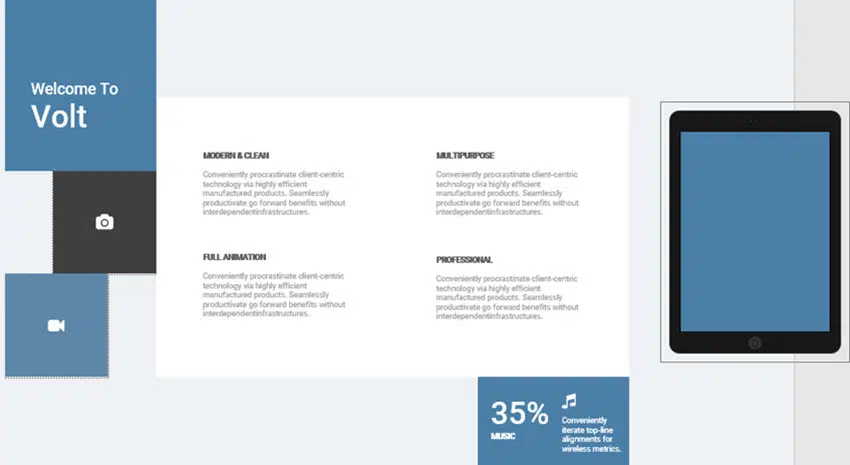 Welcome To
Volt
MODERN & CLEAN
Conveniently procrastinate client-centric
technology via highly efficient
manufactured products. Seamlessly
productivate go forward benefits without
interdependentinfrastructures.
MULTIPURPOSE
Conveniently procrastinate client-centric
technology via highly efficient
manufactured products. Seamlessly
productivate go forward benefits without
interdependentinfrastructures.
FULL ANIMATION
Conveniently procrastinate client-centric
technology via highly efficient
manufactured products. Seamlessly
productivate go forward benefits without
interdependentinfrastructures.
PROFESSIONAL
Conveniently procrastinate client-centric
technology via highly efficient
manufactured products. Seamlessly
productivate go forward benefits without
interdependentinfrastructures.
35%
MUSIC
Conveniently
iterate top-line
alignments for
wireless metrics.